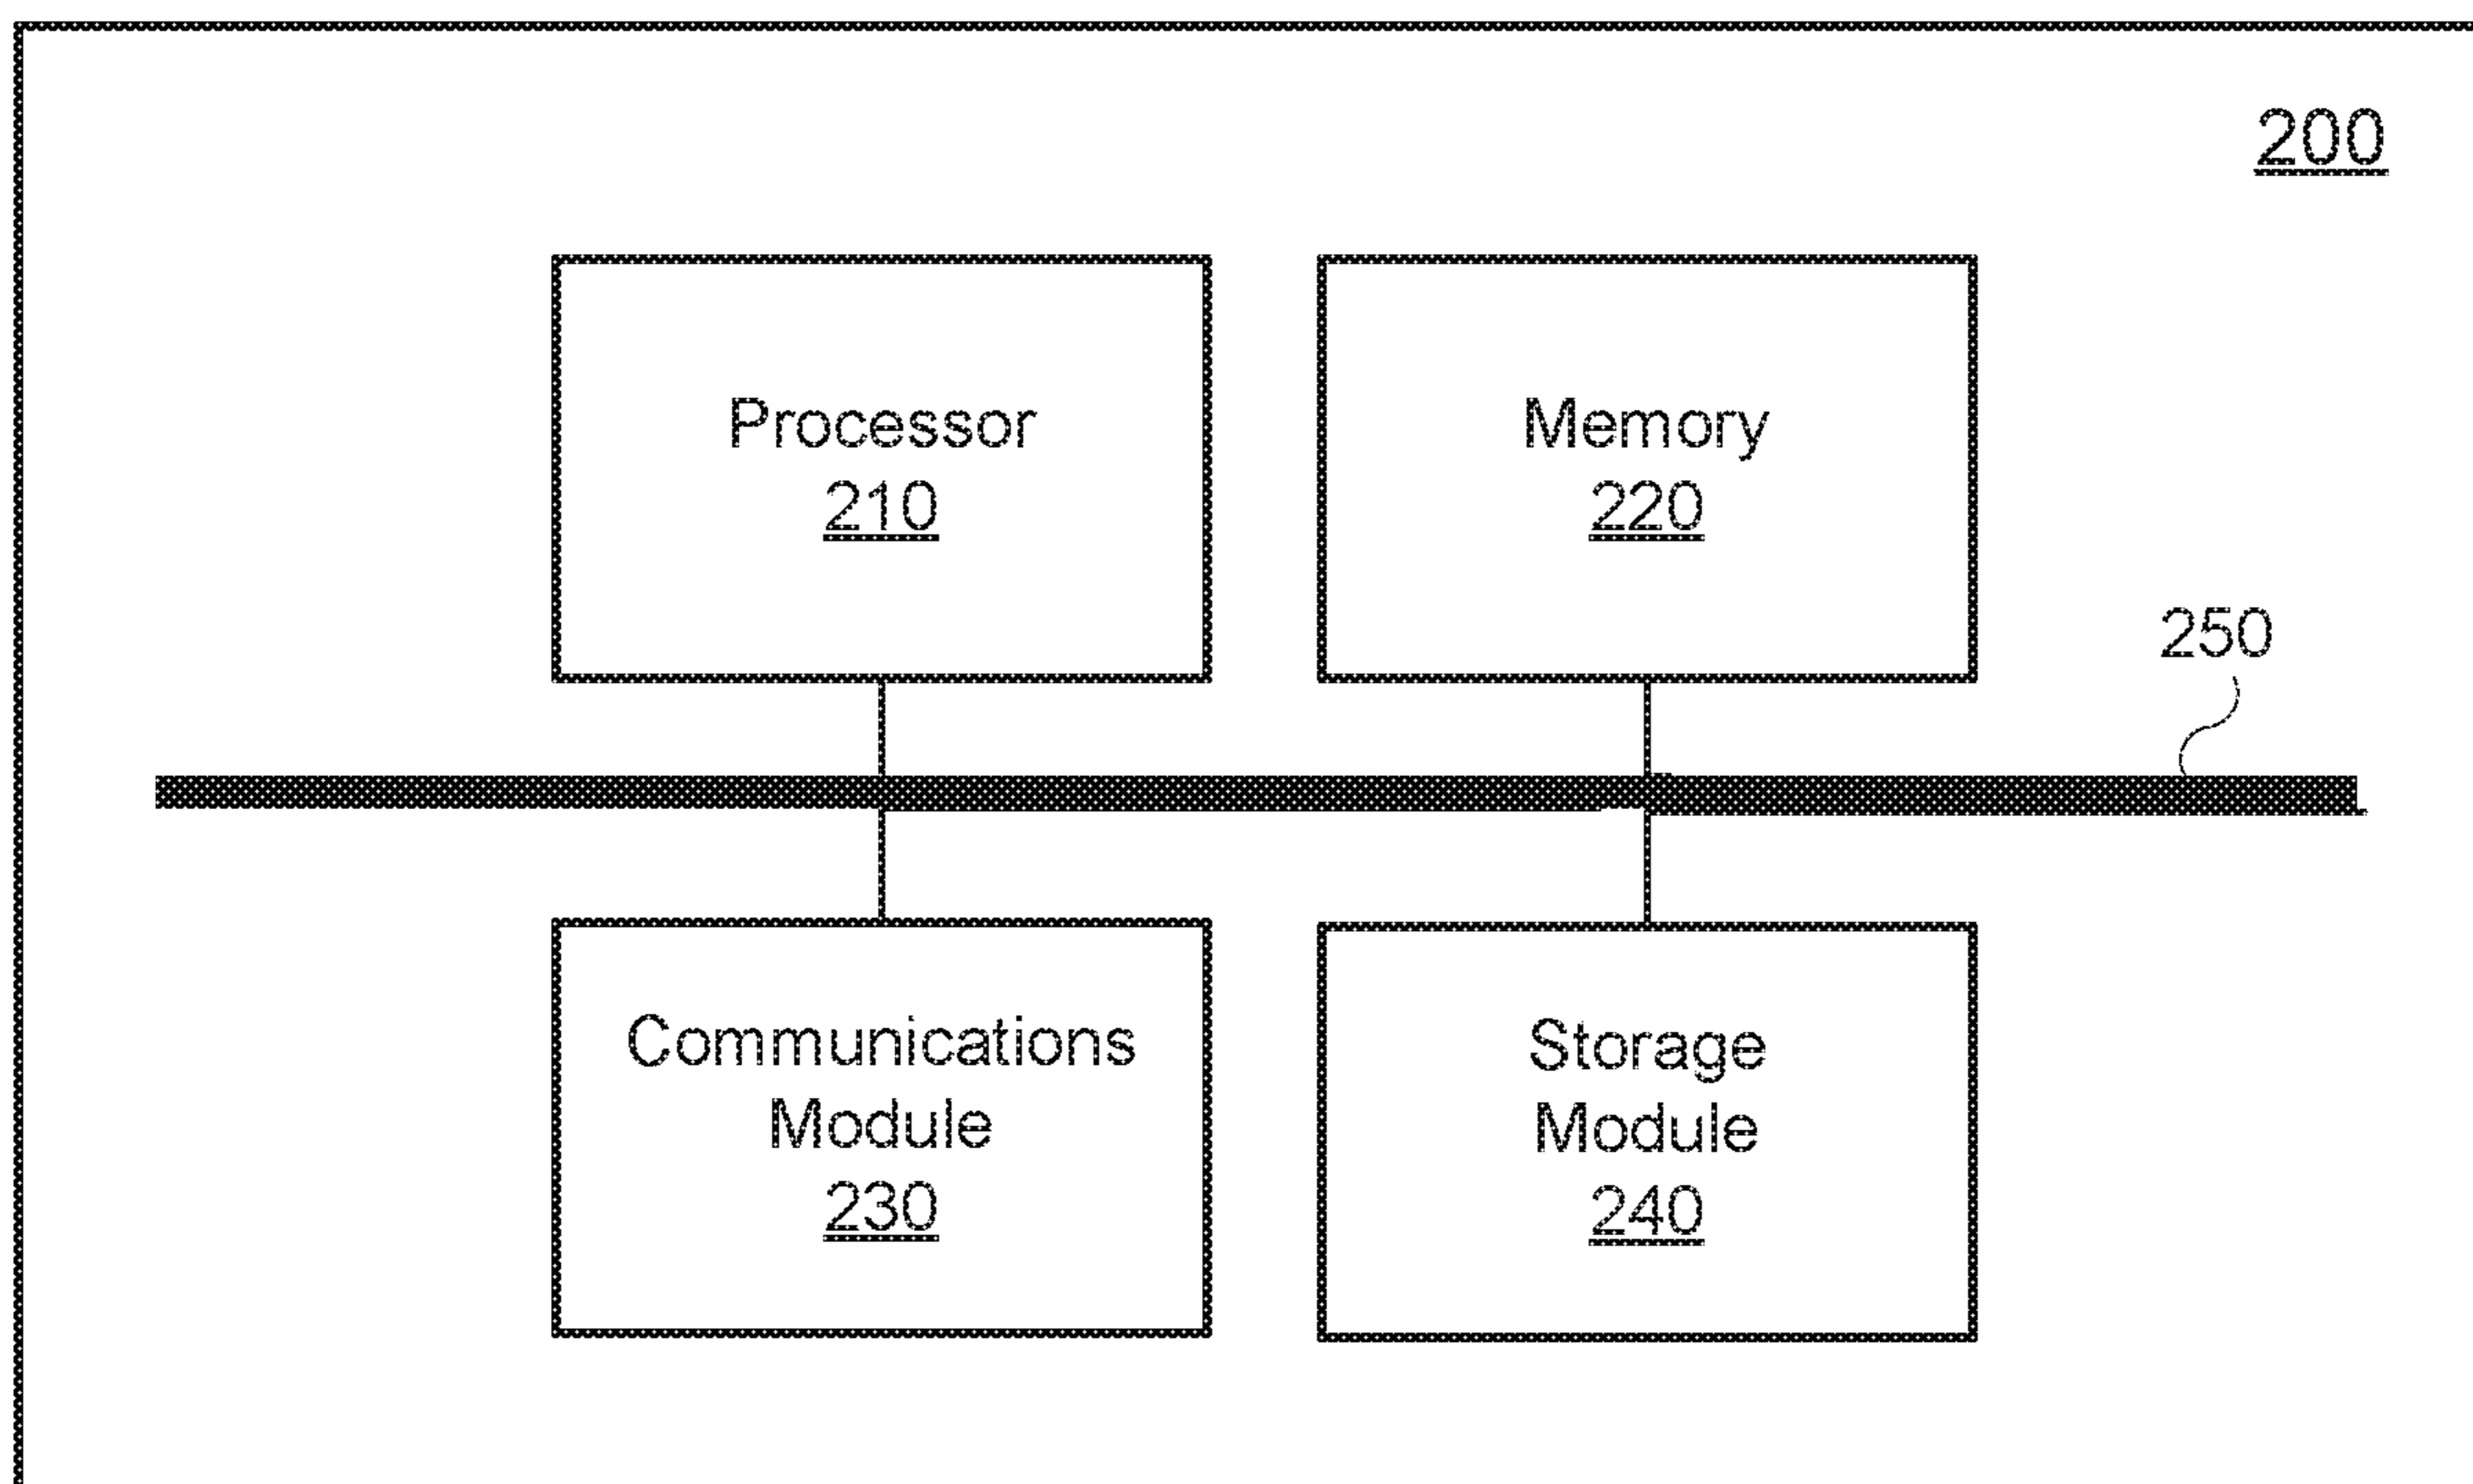 200
Processor
210
Memory
220
250
Communications
Module
230
Storage
Module
240